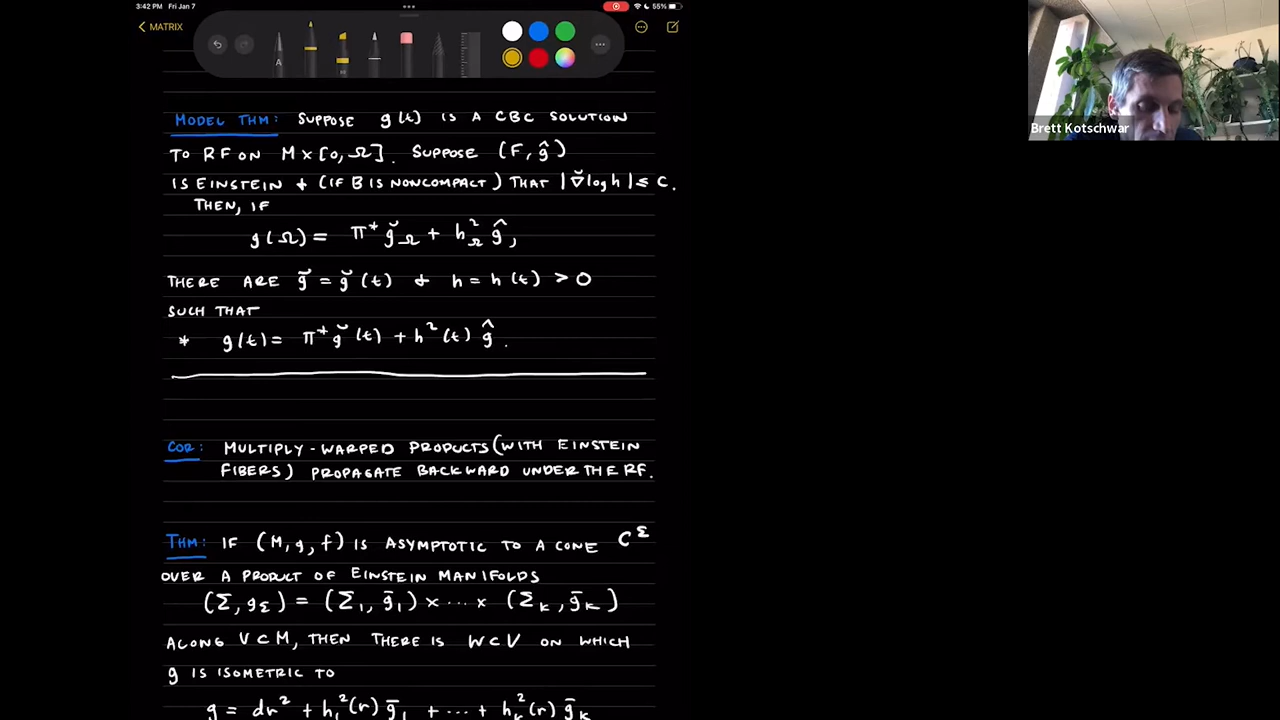 3:42 PM Fri Jan 7
55%
MATRIX
Brett Kotschwar
MODEL THM: SUPPOSE g(t) IS A CBC SOLUTION
TO RF ON M × [0, Ω]. SUPPOSE (F, ĝ)
IS EINSTEIN + (IF B IS NONCOMPACT) THAT |∇̆ log h| ≤ C.
THEN, IF
g(Ω) = π* ğ_Ω + h²_Ω ĝ,
THERE ARE ğ = ğ(t) & h = h(t) > 0
SUCH THAT
* g(t) = π* ğ(t) + h²(t) ĝ.
COR: MULTIPLY-WARPED PRODUCTS (WITH EINSTEIN
FIBERS) PROPAGATE BACKWARD UNDER THE RF.
THM: IF (M, g, f) IS ASYMPTOTIC TO A CONE C^Σ
OVER A PRODUCT OF EINSTEIN MANIFOLDS
(Σ, g_Σ) = (Σ₁, ḡ₁) × ··· × (Σ_k, ḡ_k)
ALONG V ⊂ M, THEN THERE IS W ⊂ V ON WHICH
g IS ISOMETRIC TO
g = dr² + h₁²(r) ḡ₁ + ··· + h_k²(r) ḡ_k